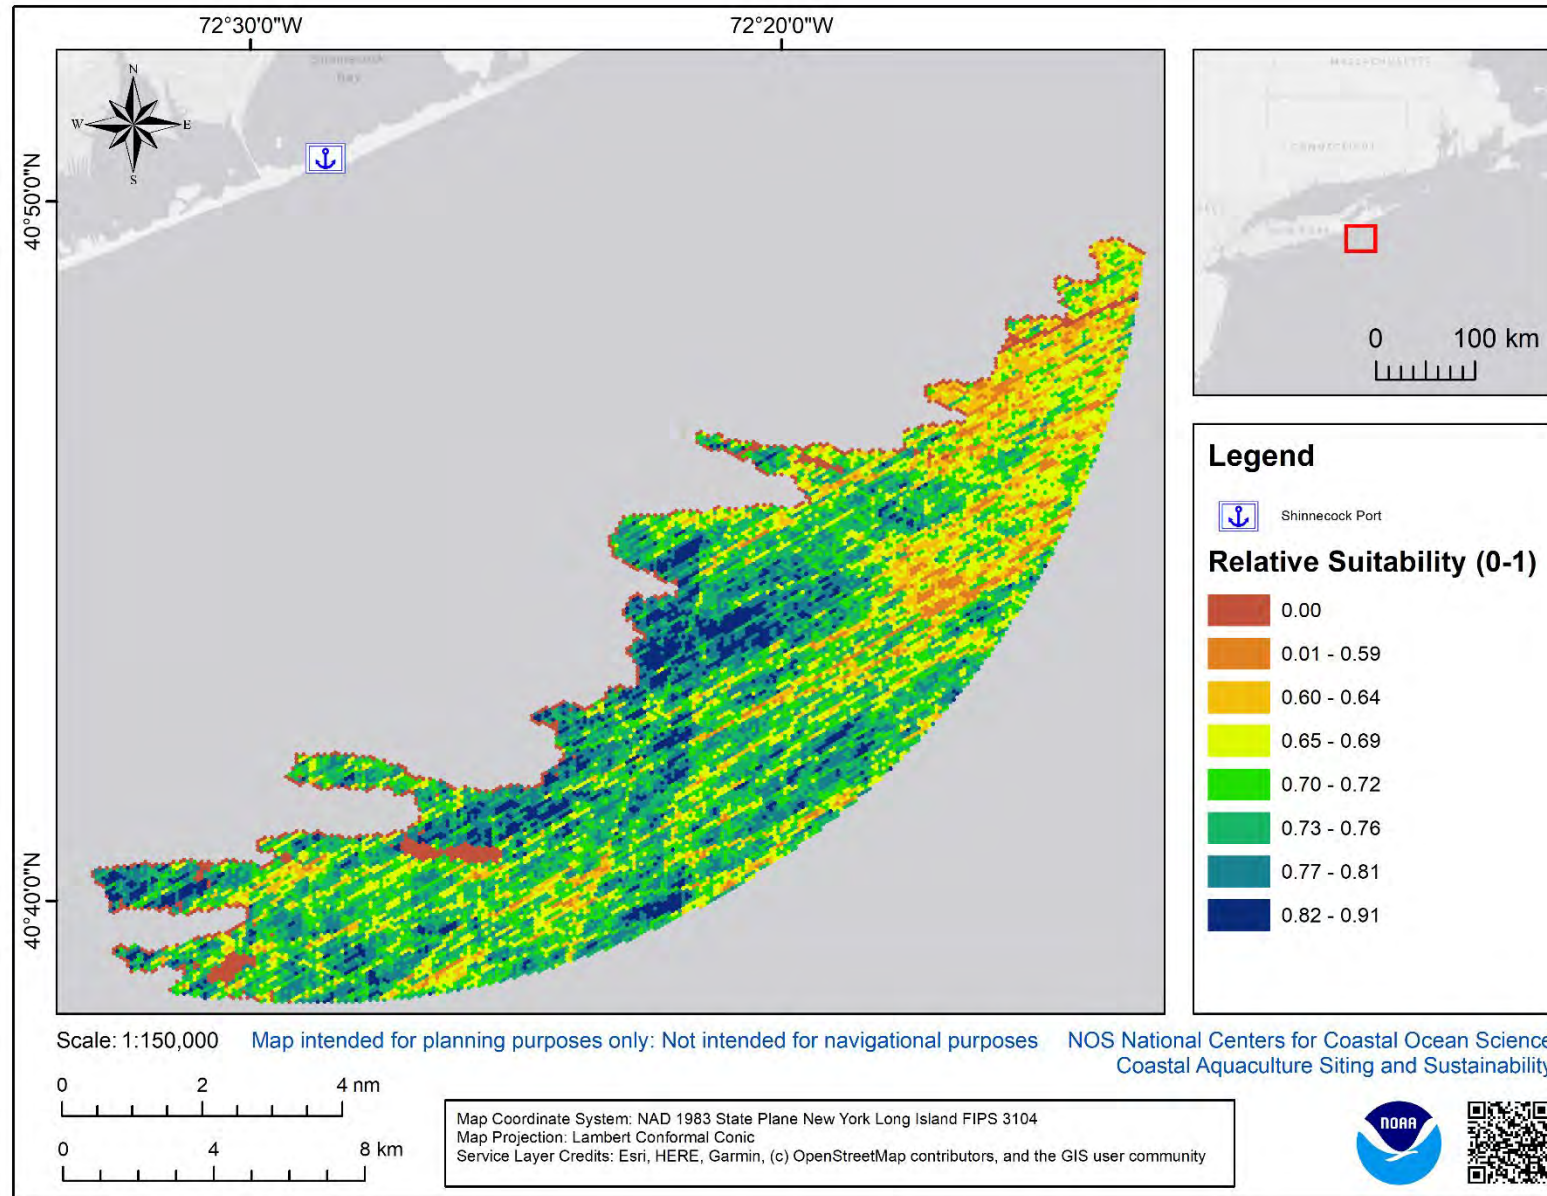 72°30'0"W
72°20'0"W
Shinnecock
Bay
N
W
E
S
40°50'0"N
40°40'0"N
MASSACHUSETTS
CONNECTICUT
0
100 km
Legend
Shinnecock Port
Relative Suitability (0-1)
0.00
0.01 - 0.59
0.60 - 0.64
0.65 - 0.69
0.70 - 0.72
0.73 - 0.76
0.77 - 0.81
0.82 - 0.91
Scale: 1:150,000
Map intended for planning purposes only: Not intended for navigational purposes
NOS National Centers for Coastal Ocean Science
Coastal Aquaculture Siting and Sustainability
0
2
4 nm
0
4
8 km
Map Coordinate System: NAD 1983 State Plane New York Long Island FIPS 3104
Map Projection: Lambert Conformal Conic
Service Layer Credits: Esri, HERE, Garmin, (c) OpenStreetMap contributors, and the GIS user community
NOAA